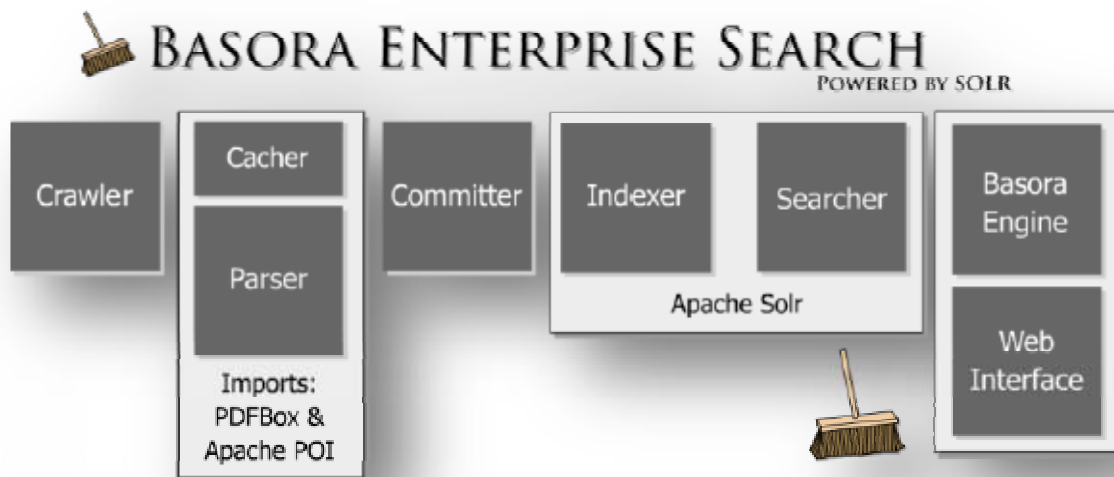 BASORA ENTERPRISE SEARCH
POWERED BY SOLR
Crawler
Cacher
Parser
Imports:
PDFBox &
Apache POI
Committer
Indexer
Searcher
Apache Solr
Basora
Engine
Web
Interface